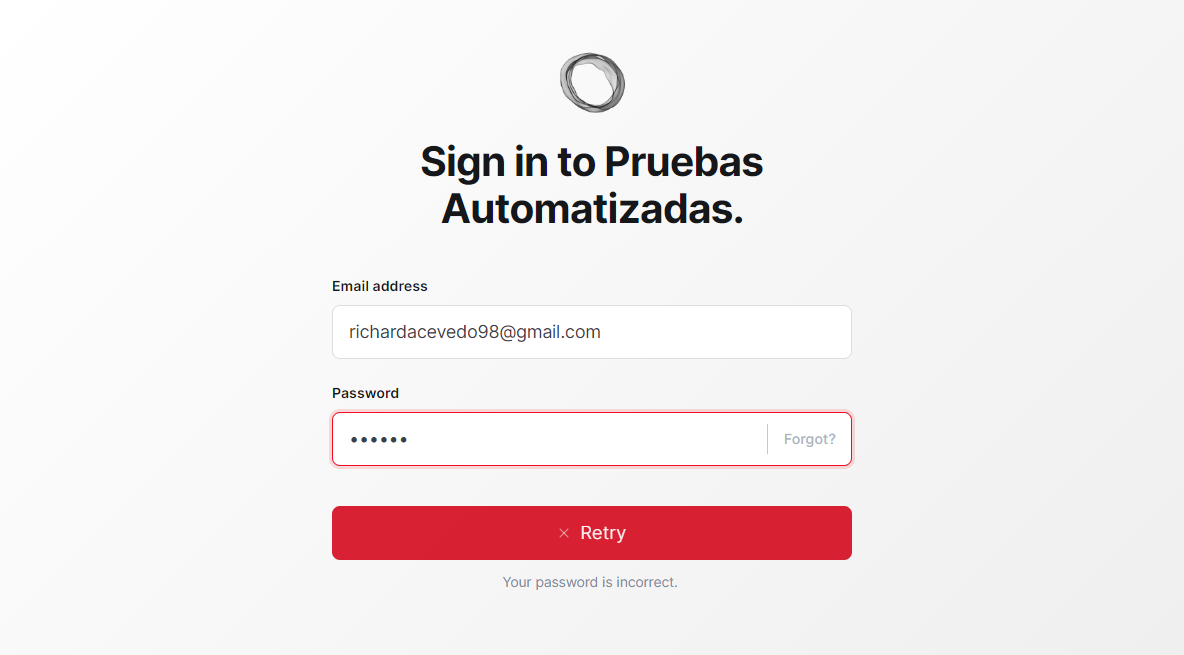 Sign in to Pruebas
Automatizadas.
Email address
richardacevedo98@gmail.com
Password
••••••
Forgot?
× Retry
Your password is incorrect.